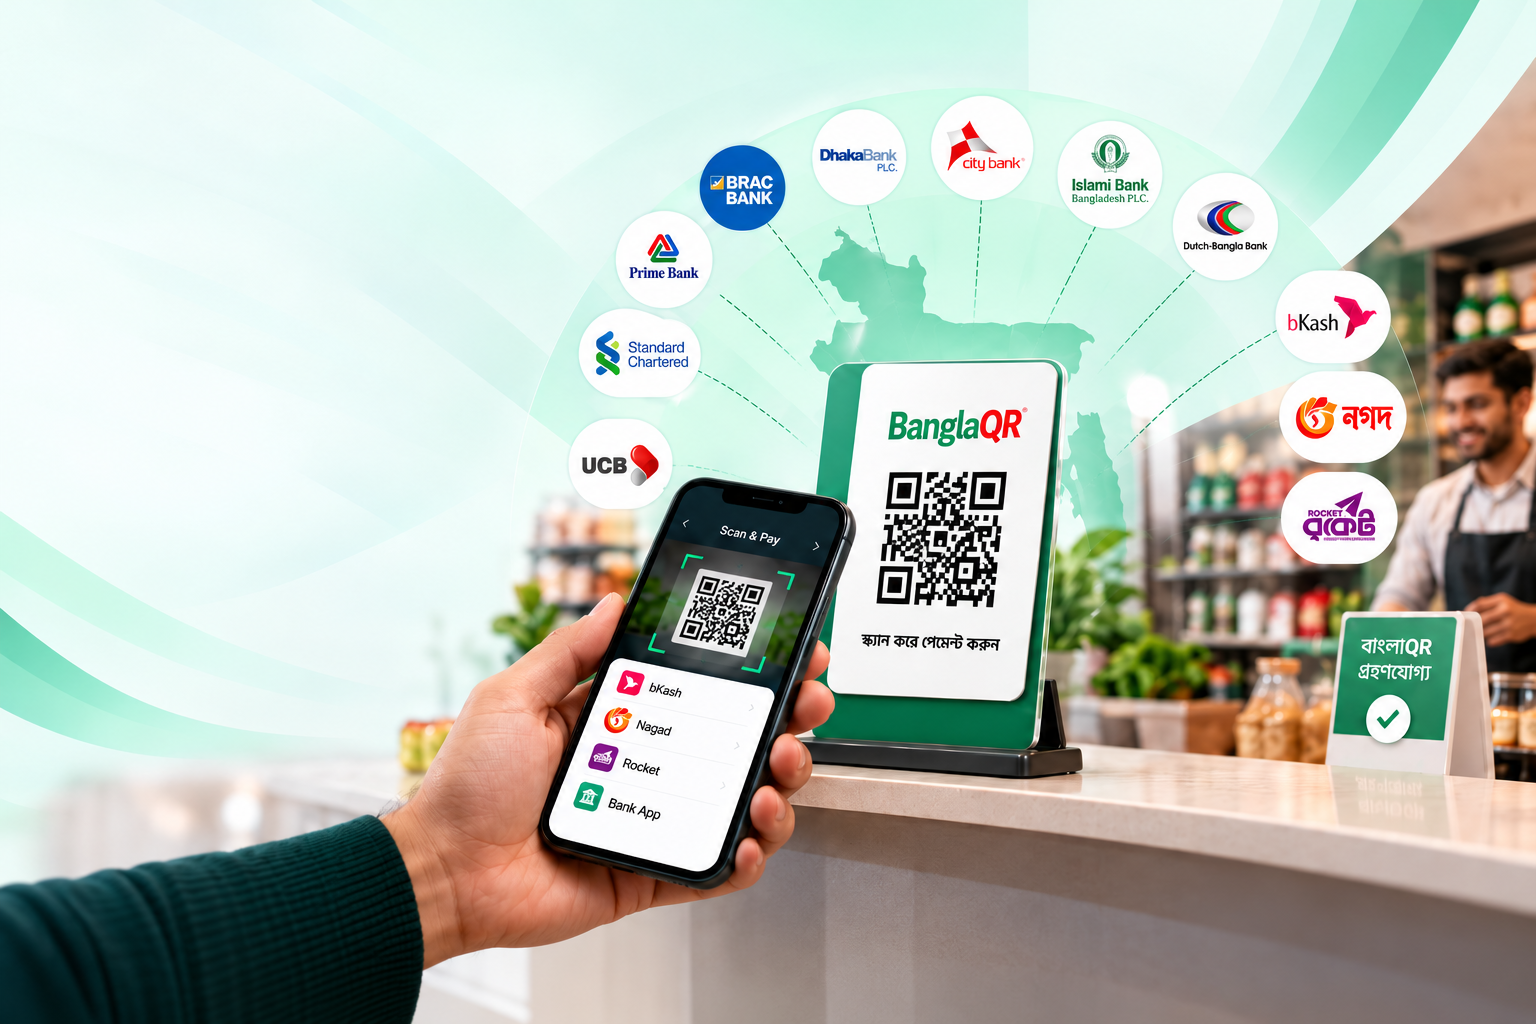 BRAC
BANK
DhakaBank
PLC.
city bank
Islami Bank
Bangladesh PLC.
Dutch-Bangla Bank
Prime Bank
Standard
Chartered
UCB
bKash
নগদ
ROCKET
রকেট
BanglaQR
স্ক্যান করে পেমেন্ট করুন
Scan & Pay
bKash
Nagad
Rocket
Bank App
বাংলাQR
গ্রহণযোগ্য